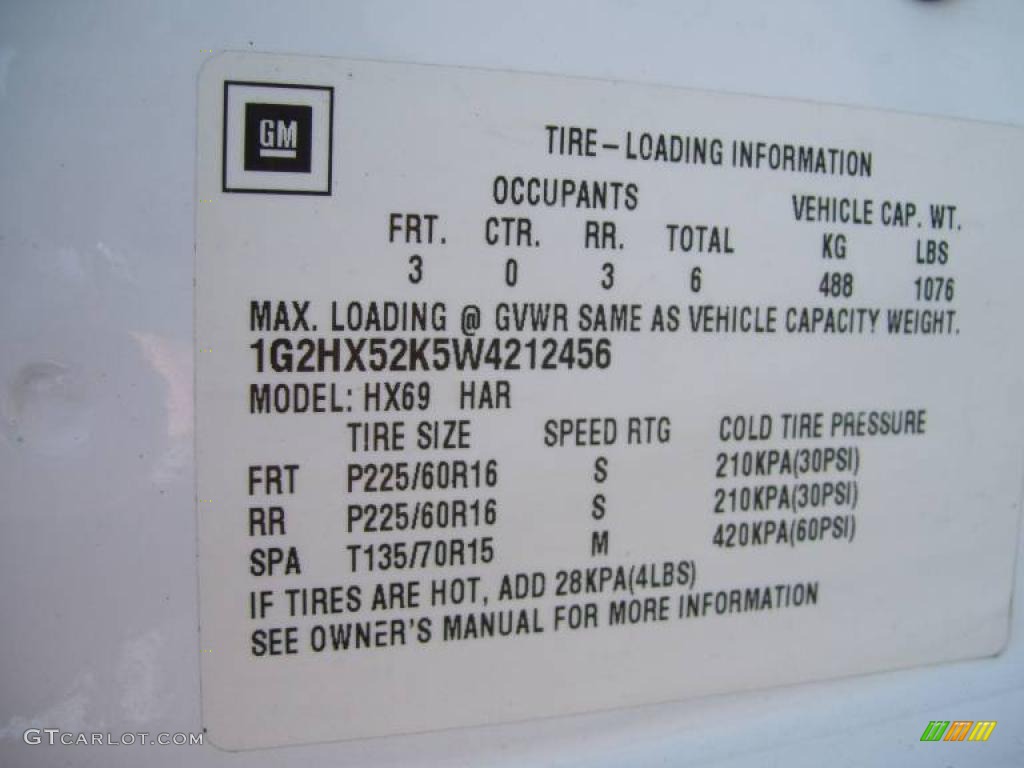 GM
TIRE-LOADING INFORMATION
OCCUPANTS VEHICLE CAP. WT.
FRT. CTR. RR. TOTAL KG LBS
3 0 3 6 488 1076
MAX. LOADING @ GVWR SAME AS VEHICLE CAPACITY WEIGHT.
1G2HX52K5W4212456
MODEL: HX69 HAR
TIRE SIZE SPEED RTG COLD TIRE PRESSURE
FRT P225/60R16 S 210KPA(30PSI)
RR P225/60R16 S 210KPA(30PSI)
SPA T135/70R15 M 420KPA(60PSI)
IF TIRES ARE HOT, ADD 28KPA(4LBS)
SEE OWNER'S MANUAL FOR MORE INFORMATION
GTCARLOT.COM